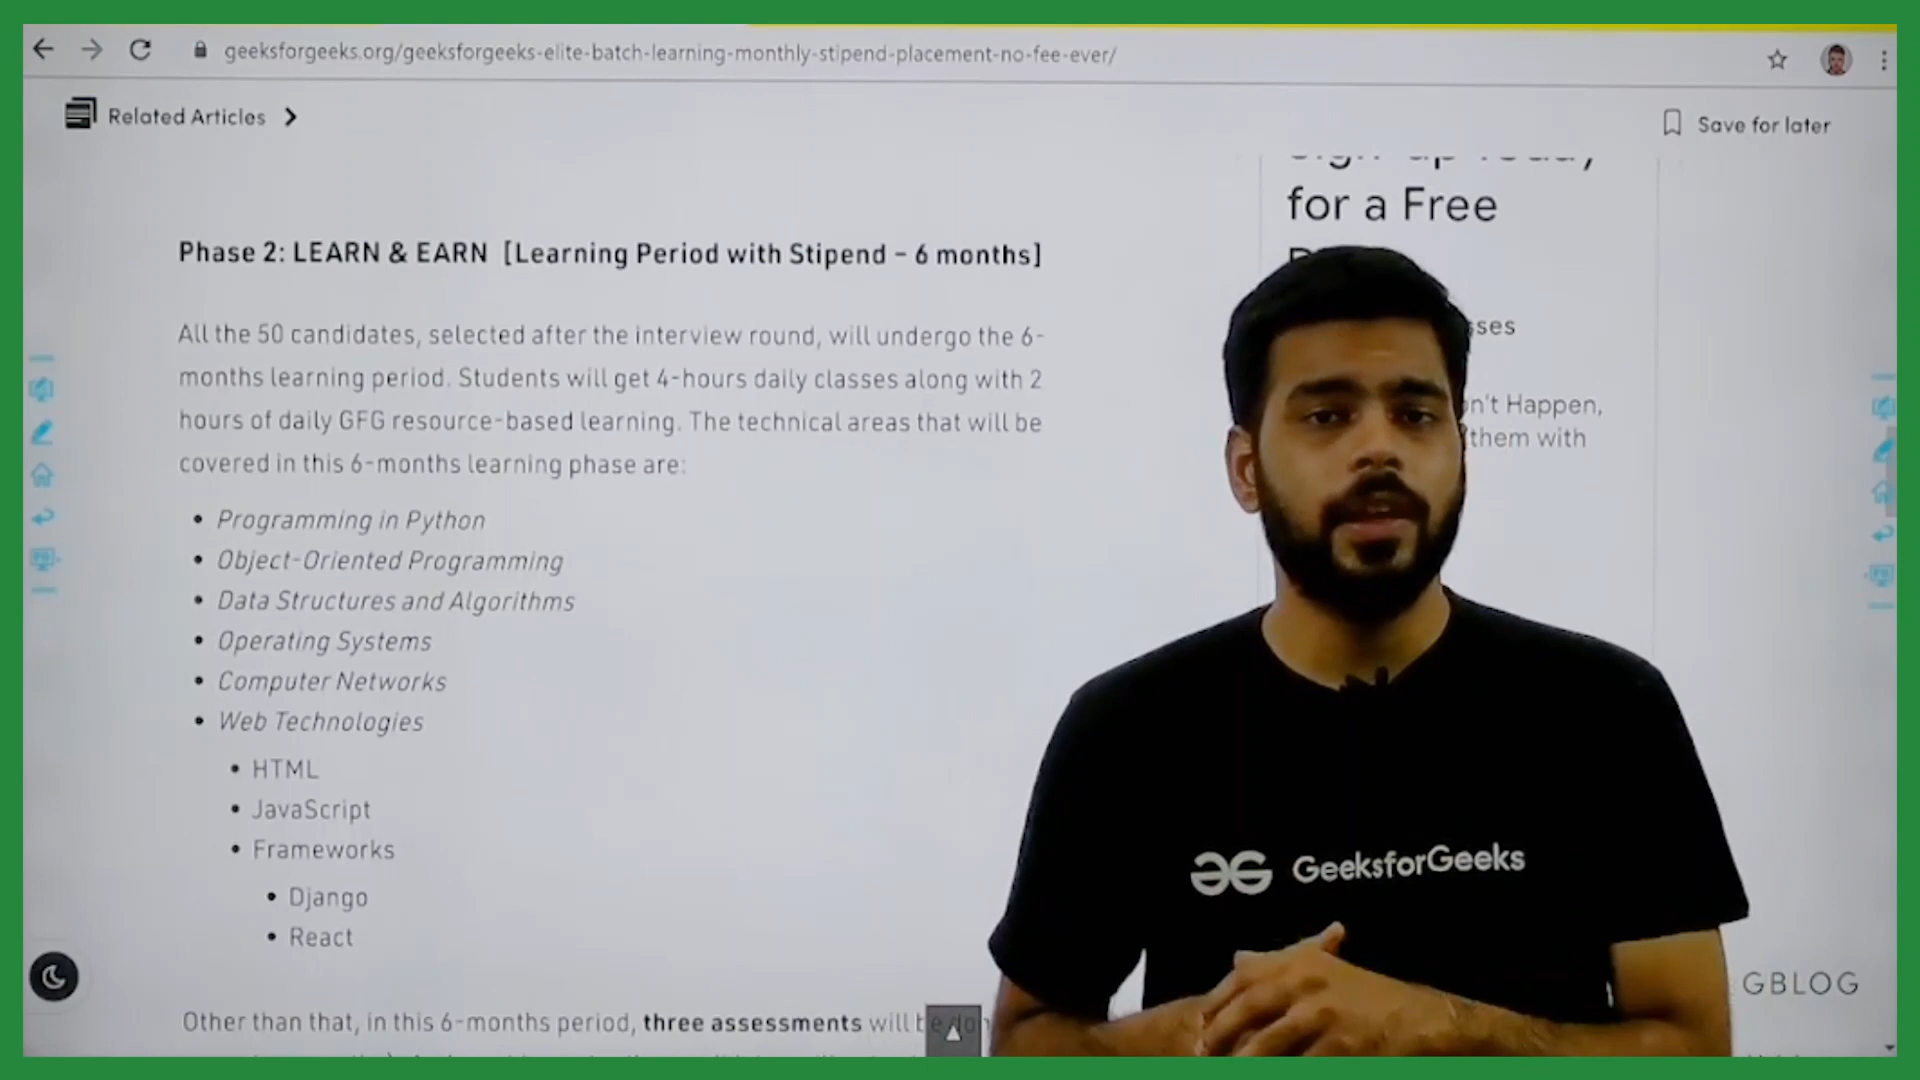 geeksforgeeks.org/geeksforgeeks-elite-batch-learning-monthly-stipend-placement-no-fee-ever/
Related Articles
Save for later
for a Free
Phase 2: LEARN & EARN [Learning Period with Stipend – 6 months]
All the 50 candidates, selected after the interview round, will undergo the 6-
months learning period. Students will get 4-hours daily classes along with 2
hours of daily GFG resource-based learning. The technical areas that will be
covered in this 6-months learning phase are:
n't Happen,
them with
• Programming in Python
• Object-Oriented Programming
• Data Structures and Algorithms
• Operating Systems
• Computer Networks
• Web Technologies
• HTML
• JavaScript
• Frameworks
• Django
• React
Other than that, in this 6-months period, three assessments will
GeeksforGeeks
GBLOG